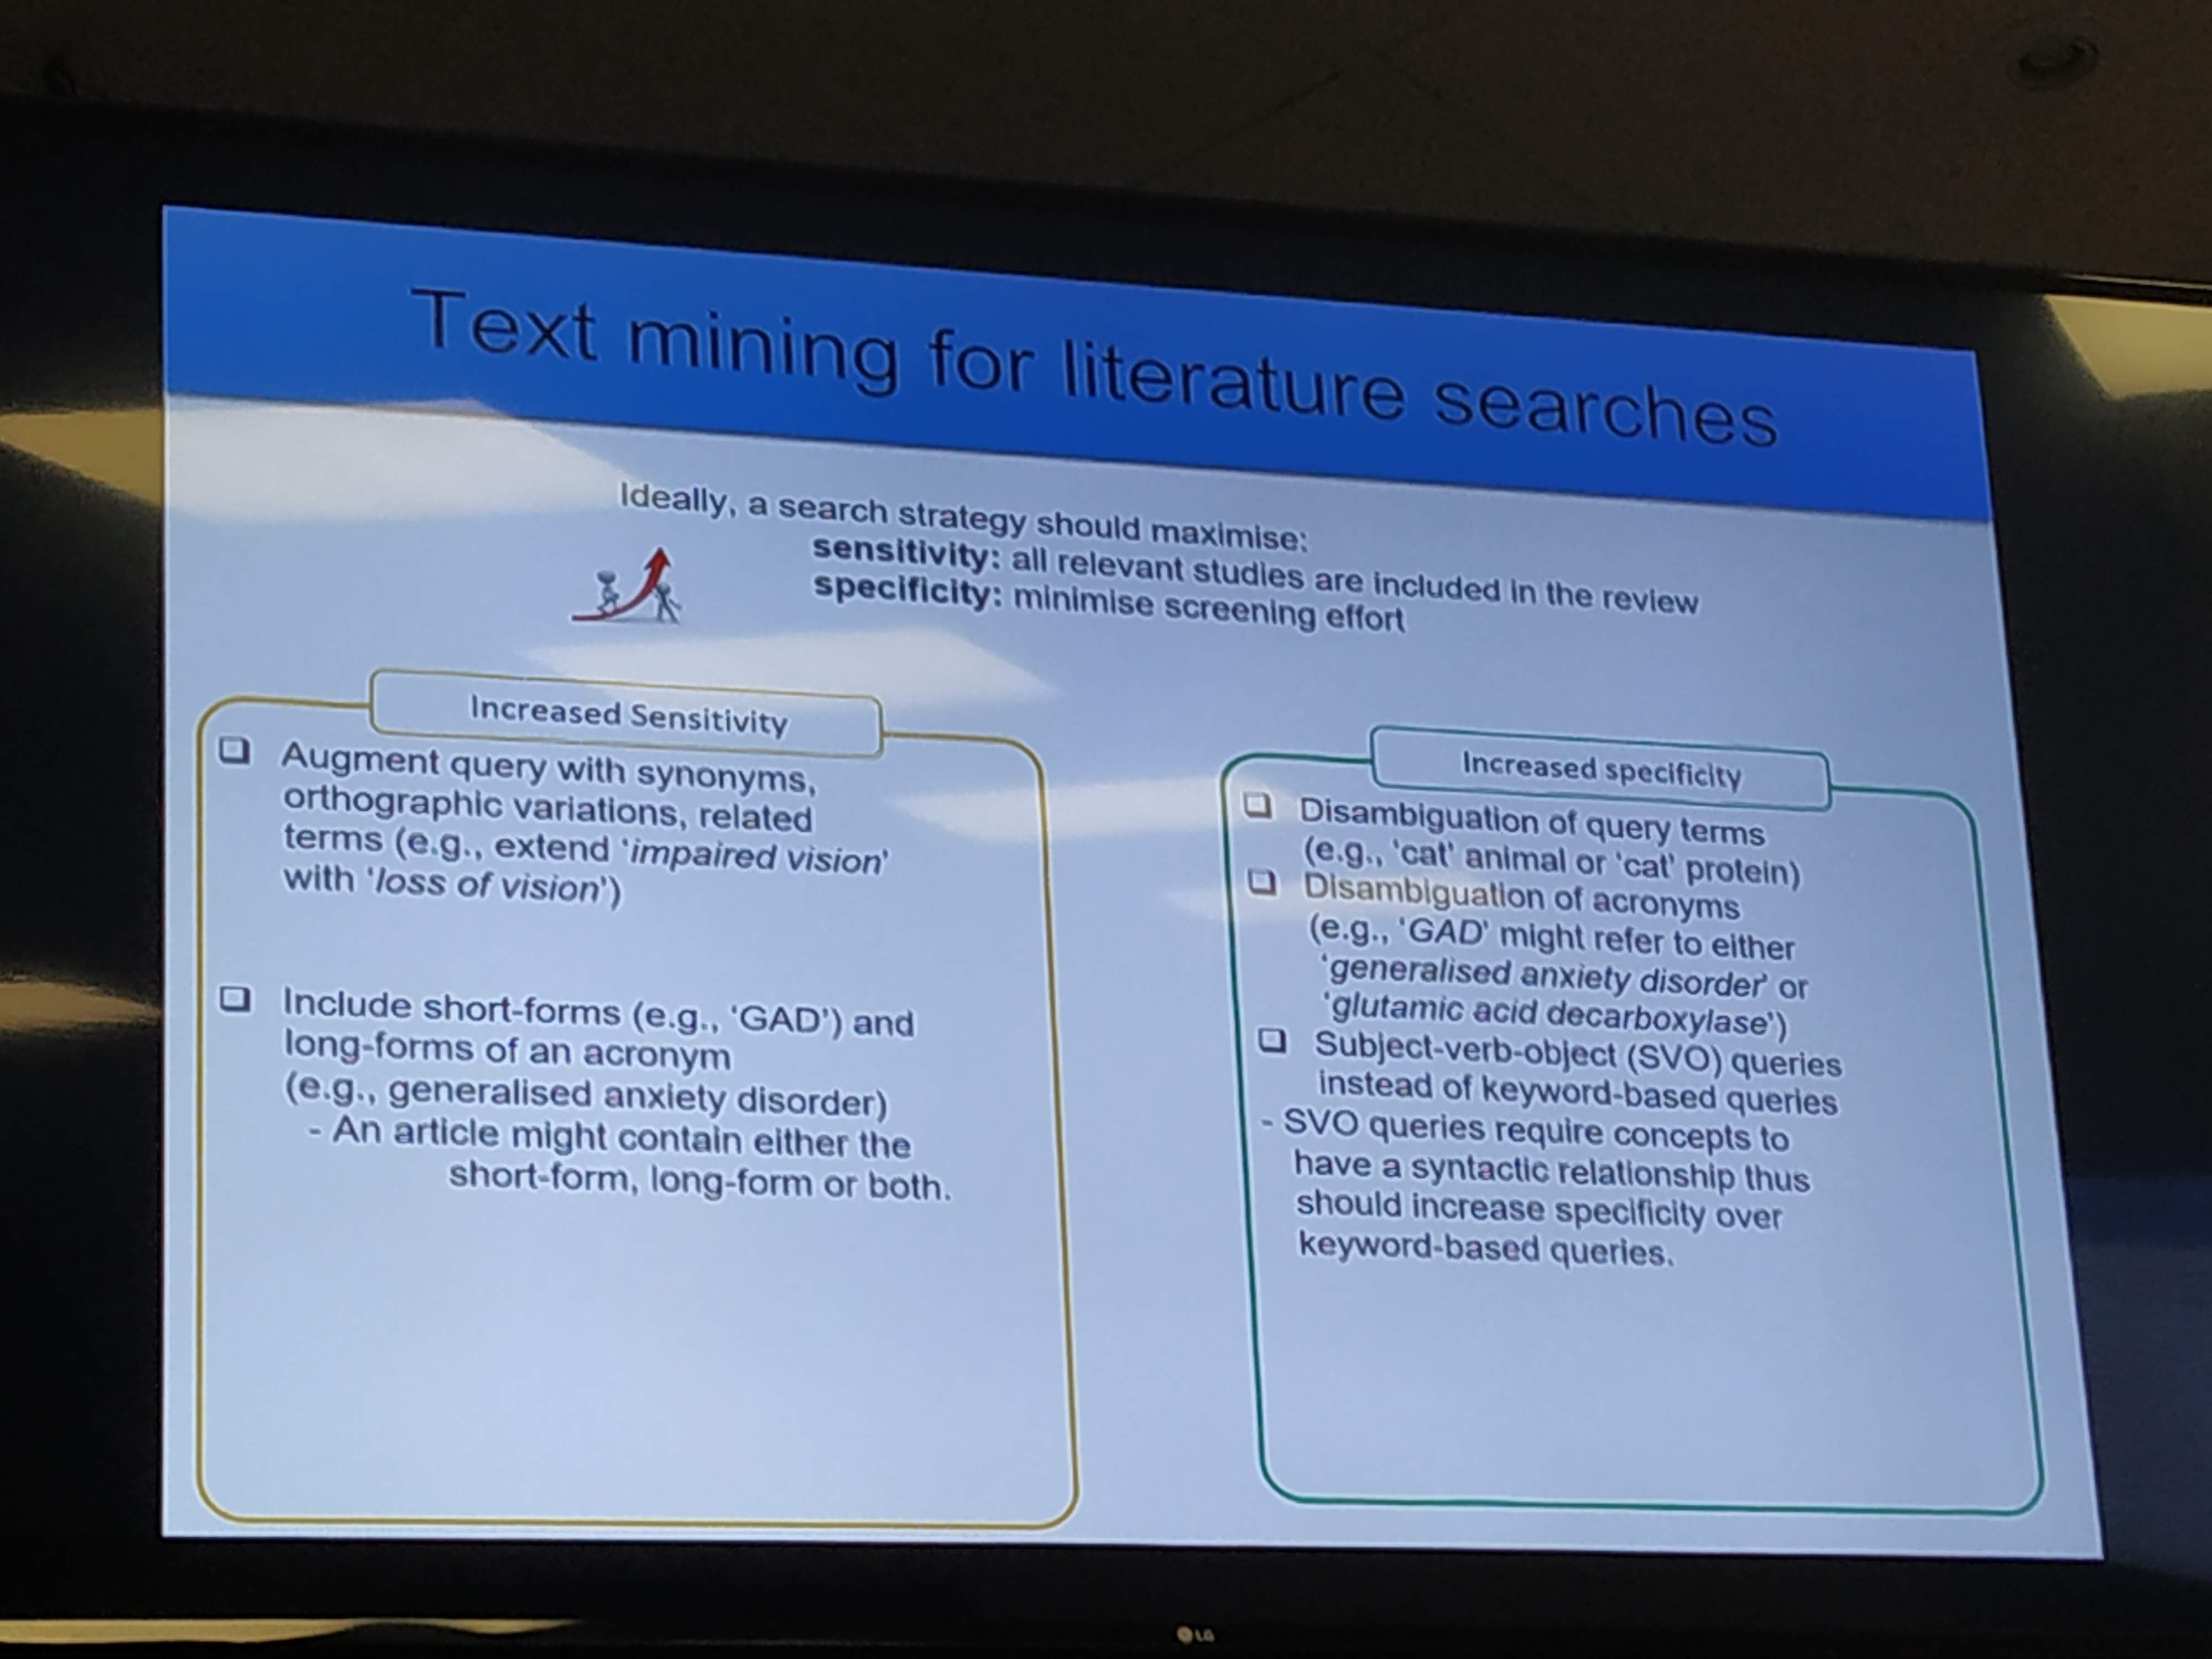 Text mining for literature searches
Ideally, a search strategy should maximise:
sensitivity: all relevant studies are included in the review
specificity: minimise screening effort
Increased Sensitivity
❑ Augment query with synonyms,
orthographic variations, related
terms (e.g., extend 'impaired vision'
with 'loss of vision')
❑ Include short-forms (e.g., 'GAD') and
long-forms of an acronym
(e.g., generalised anxiety disorder)
- An article might contain either the
short-form, long-form or both.
Increased specificity
❑ Disambiguation of query terms
(e.g., 'cat' animal or 'cat' protein)
❑ Disambiguation of acronyms
(e.g., 'GAD' might refer to either
'generalised anxiety disorder' or
'glutamic acid decarboxylase')
❑ Subject-verb-object (SVO) queries
instead of keyword-based queries
- SVO queries require concepts to
have a syntactic relationship thus
should increase specificity over
keyword-based queries.
LG